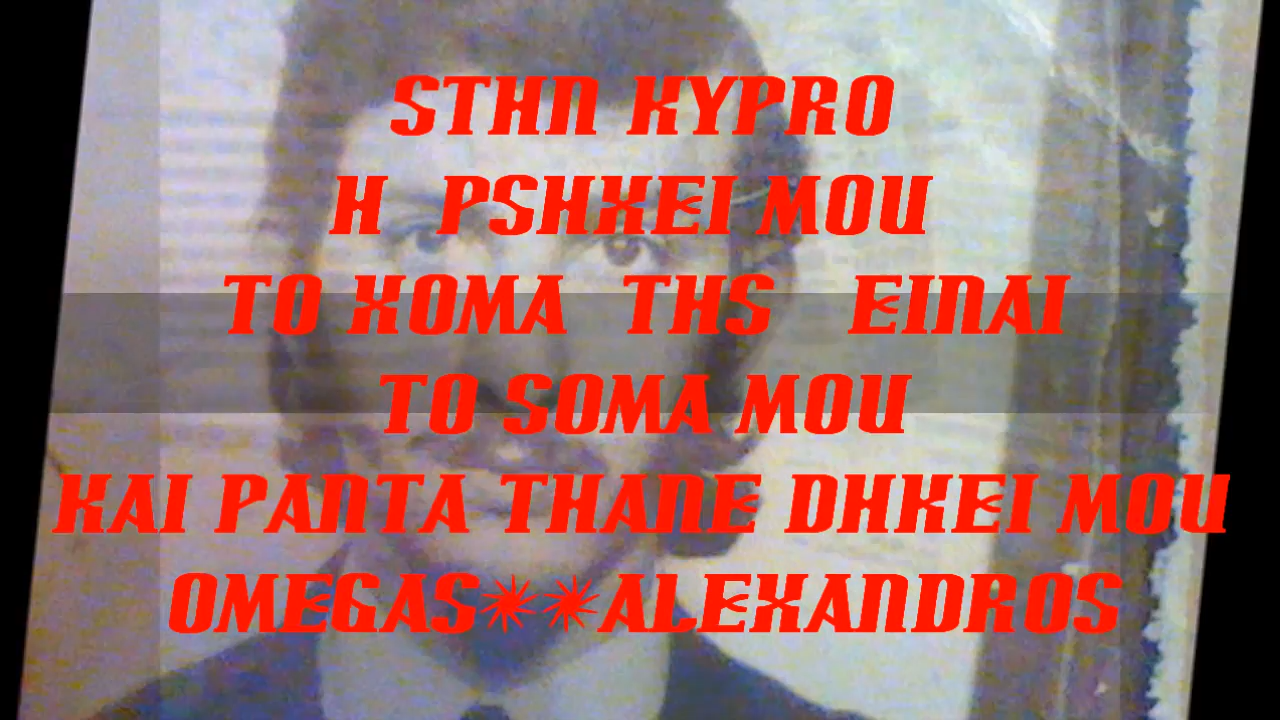 STHN KYPRO
H PSHXEI MOU
TO XOMA THS EINAI
TO SOMA MOU
KAI PANTA THANE DHKEI MOU
OMEGAS**ALEXANDROS